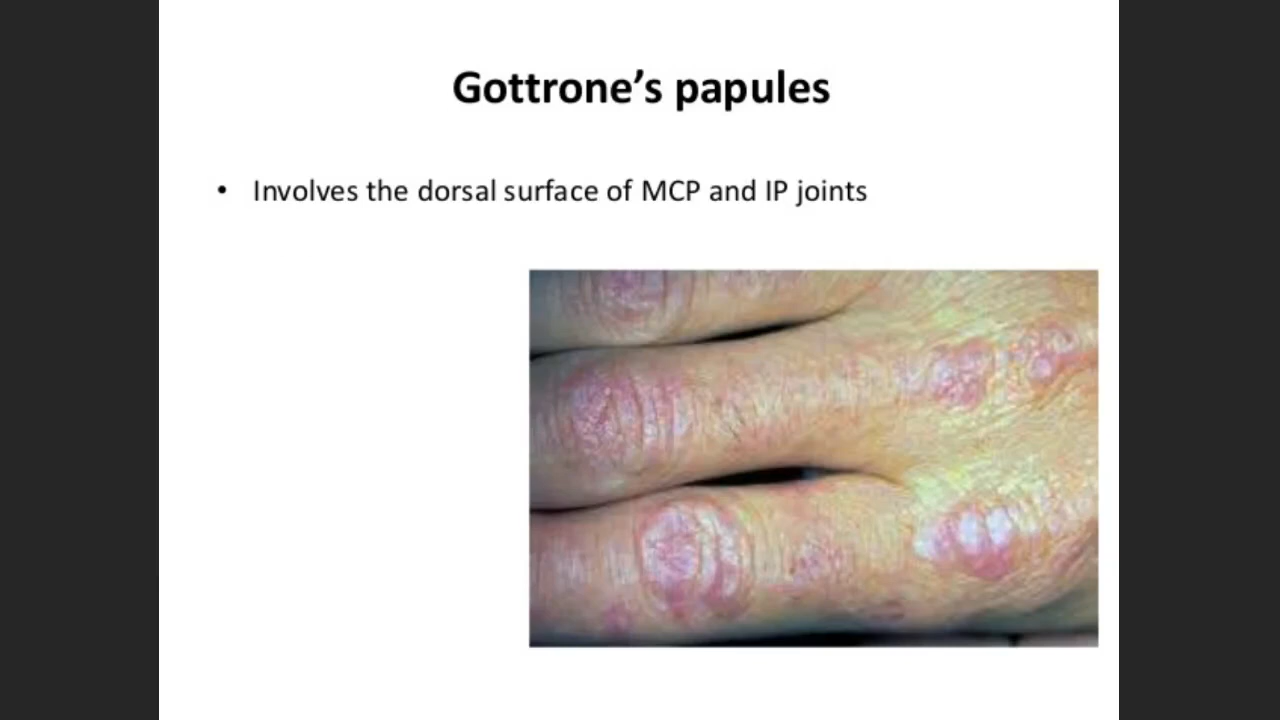 Gottrone’s papules
• Involves the dorsal surface of MCP and IP joints